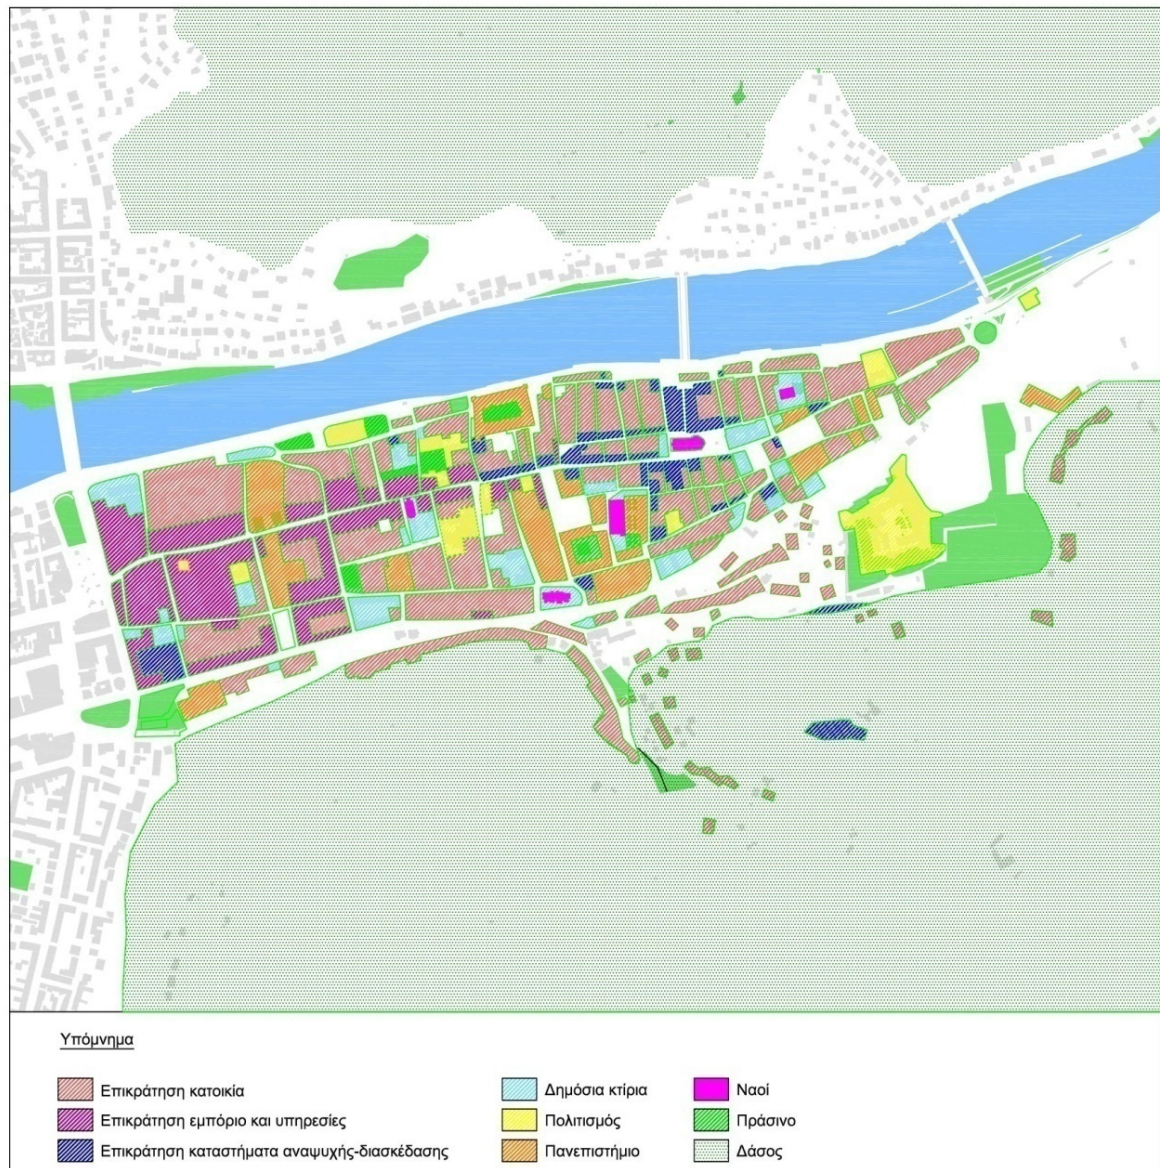 Υπόμνημα
Επικράτηση κατοικία
Επικράτηση εμπόριο και υπηρεσίες
Επικράτηση καταστήματα αναψυχής-διασκέδασης
Δημόσια κτίρια
Πολιτισμός
Πανεπιστήμιο
Ναοί
Πράσινο
Δάσος